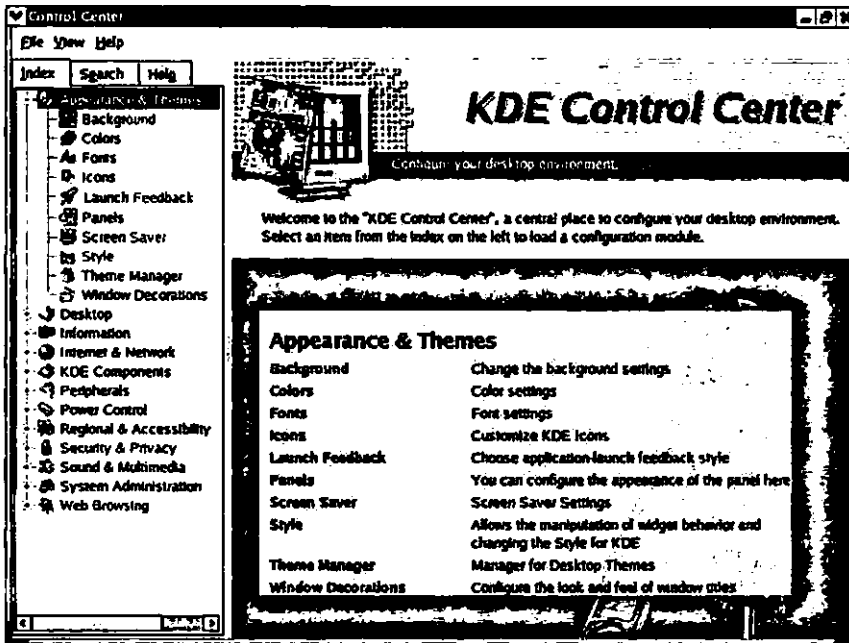 Control Center
File View Help
Index Search Help
Appearance & Themes
Background
Colors
Fonts
Icons
Launch Feedback
Panels
Screen Saver
Style
Theme Manager
Window Decorations
Desktop
Information
Internet & Network
KDE Components
Peripherals
Power Control
Regional & Accessibility
Security & Privacy
Sound & Multimedia
System Administration
Web Browsing
KDE Control Center
Configure your desktop environment.
Welcome to the "KDE Control Center", a central place to configure your desktop environment.
Select an item from the index on the left to load a configuration module.
Appearance & Themes
Background Change the background settings
Colors Color settings
Fonts Font settings
Icons Customize KDE Icons
Launch Feedback Choose application-launch feedback style
Panels You can configure the appearance of the panel here
Screen Saver Screen Saver Settings
Style Allows the manipulation of widget behavior and
changing the Style for KDE
Theme Manager Manager for Desktop Themes
Window Decorations Configure the look and feel of window titles